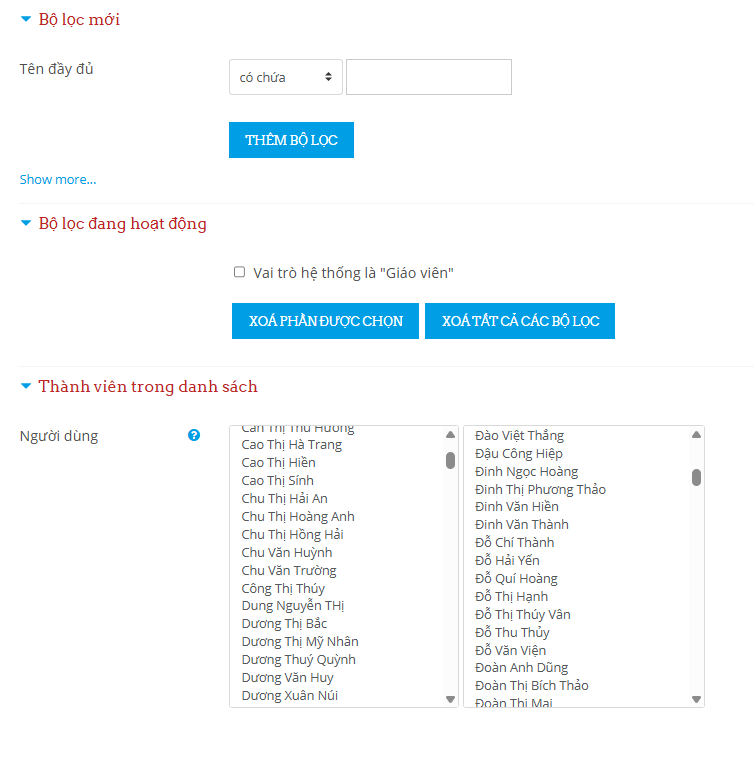 Bộ lọc mới
Tên đầy đủ
có chứa
THÊM BỘ LỌC
Show more...
Bộ lọc đang hoạt động
Vai trò hệ thống là "Giáo viên"
XOÁ PHẦN ĐƯỢC CHỌN
XOÁ TẤT CẢ CÁC BỘ LỌC
Thành viên trong danh sách
Người dùng
?
Cấn Thị Thu Hương
Cao Thị Hà Trang
Cao Thị Hiền
Cao Thị Sính
Chu Thị Hải An
Chu Thị Hoàng Anh
Chu Thị Hồng Hải
Chu Văn Huỳnh
Chu Văn Trường
Công Thị Thúy
Dung Nguyễn THị
Dương Thị Bắc
Dương Thị Mỹ Nhân
Dương Thuý Quỳnh
Dương Văn Huy
Dương Xuân Núi
Đào Việt Thắng
Đậu Công Hiệp
Đinh Ngọc Hoàng
Đinh Thị Phương Thảo
Đinh Văn Hiền
Đinh Văn Thành
Đỗ Chí Thành
Đỗ Hải Yến
Đỗ Quí Hoàng
Đỗ Thị Hạnh
Đỗ Thị Thúy Vân
Đỗ Thu Thủy
Đỗ Văn Viện
Đoàn Anh Dũng
Đoàn Thị Bích Thảo
Đoàn Thị Mai